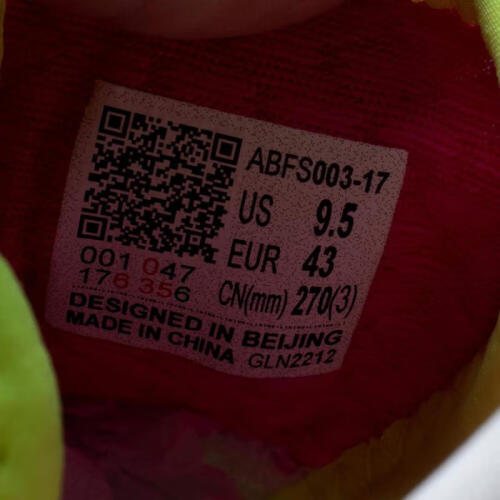 ABFS003-17
US 9.5
EUR 43
CN(mm) 270(3)
001 047
176 356
DESIGNED IN BEIJING
MADE IN CHINA GLN2212